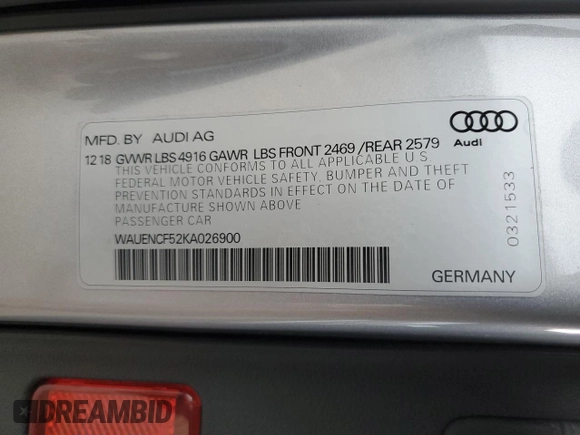 MFD. BY AUDI AG
12 18 GVWR LBS 4916 GAWR LBS FRONT 2469 /REAR 2579
THIS VEHICLE CONFORMS TO ALL APPLICABLE U S
FEDERAL MOTOR VEHICLE SAFETY, BUMPER AND THEFT
PREVENTION STANDARDS IN EFFECT ON THE DATE OF
MANUFACTURE SHOWN ABOVE
PASSENGER CAR
WAUENCF52KA026900
GERMANY
Audi
0321533
DREAMBID